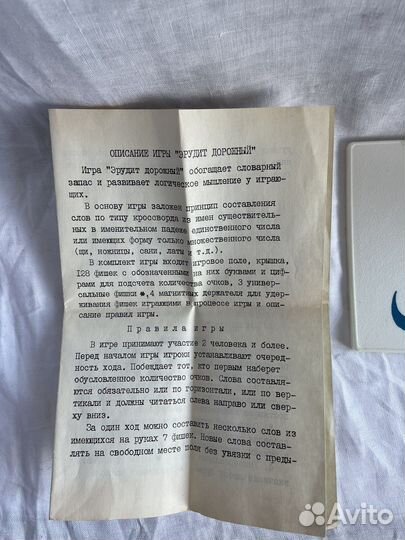 ОПИСАНИЕ ИГРЫ "ЭРУДИТ ДОРОЖНЫЙ"
Игра "Эрудит дорожный" обогащает словарный
запас и развивает логическое мышление у играю-
щих.
В основу игры заложен принцип составления
слов по типу кроссворда из имен существитель-
ных в именительном падеже единственного числа
или имеющих форму только множественного числа
(щи, ножницы, сани, латы и т.д.).
В комплект игры входит игровое поле, крышка,
128 фишек с обозначенными на них буквами и циф-
рами для подсчета количества очков, 3 универ-
сальные фишки *, 4 магнитных держателя для удер-
живания фишек играющими в процессе игры и опи-
сание правил игры.
Правила игры
В игре принимают участие 2 человека и более.
Перед началом игры игроки устанавливают очеред-
ность хода. Побеждает тот, кто первым наберет
обусловленное количество очков. Слова составля-
ются обязательно или по горизонтали, или по вер-
тикали и должны читаться слева направо или свер-
ху вниз.
За один ход можно составить несколько слов из
имеющихся на руках 7 фишек. Новые слова состав-
лять на свободном месте поля без увязки с преды-
Avito